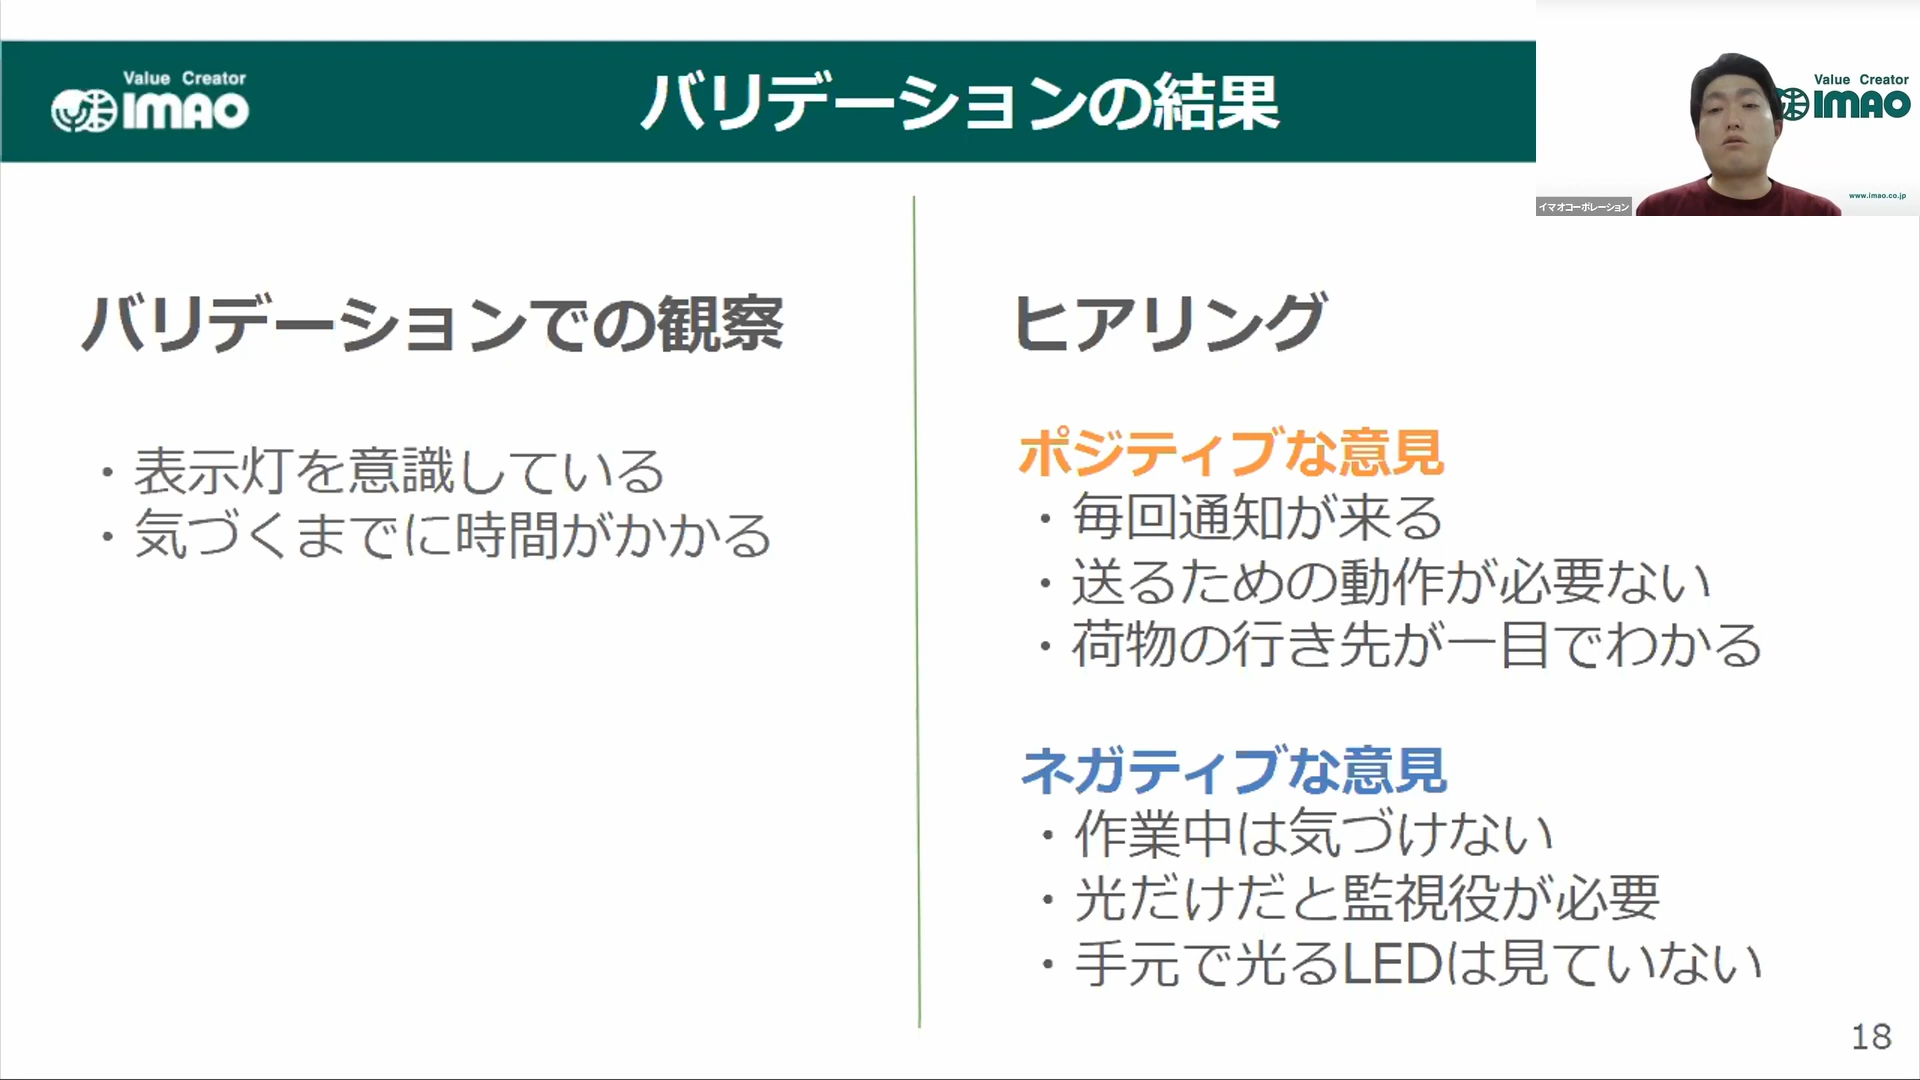 Value Creator
IMAO
バリデーションの結果
Value Creator
IMAO
www.imao.co.jp
イマオコーポレーション
バリデーションでの観察
・表示灯を意識している
・気づくまでに時間がかかる
ヒアリング
ポジティブな意見
・毎回通知が来る
・送るための動作が必要ない
・荷物の行き先が一目でわかる
ネガティブな意見
・作業中は気づけない
・光だけだと監視役が必要
・手元で光るLEDは見ていない
18